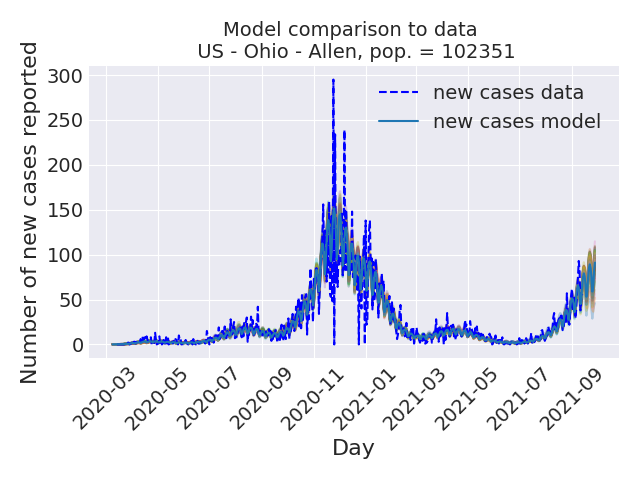 Model comparison to data
US - Ohio - Allen, pop. = 102351
Number of new cases reported
300
250
200
150
100
50
0
new cases data
new cases model
2020-03
2020-05
2020-07
2020-09
2020-11
2021-01
2021-03
2021-05
2021-07
2021-09
Day